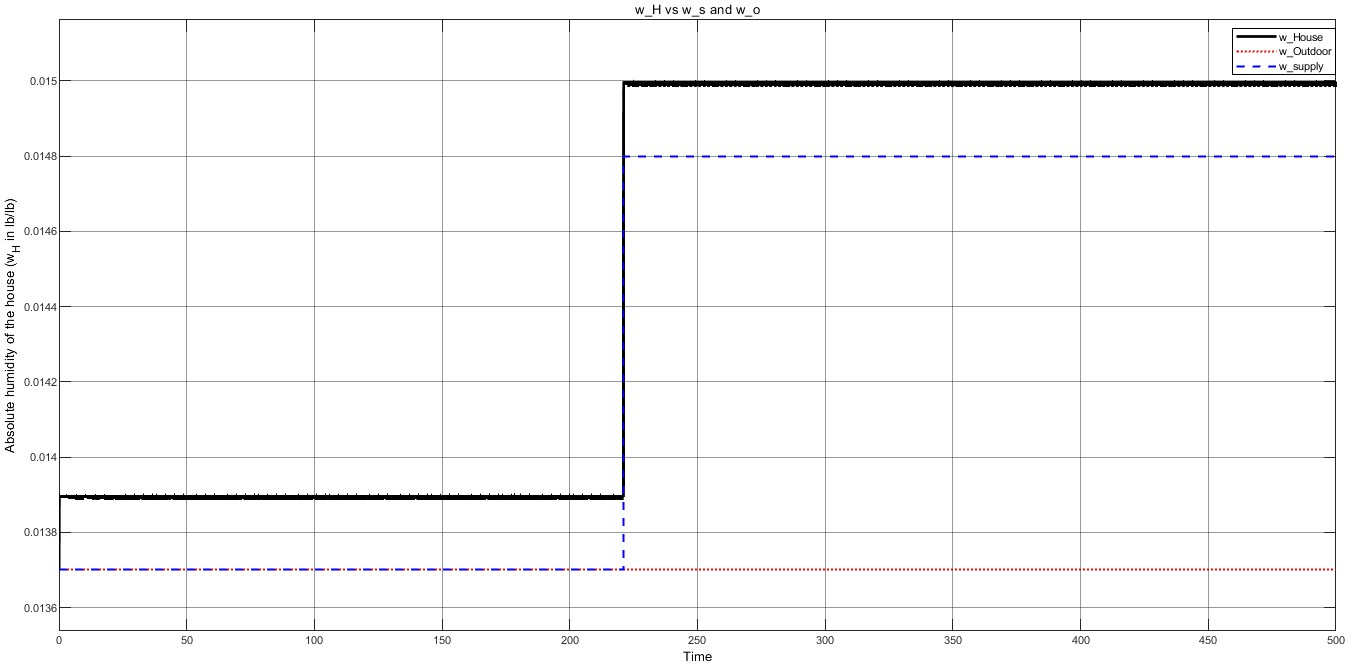 w_H vs w_s and w_o
w_House
w_Outdoor
w_supply
0.015
0.0148
0.0146
0.0144
0.0142
0.014
0.0138
0.0136
Absolute humidity of the house (w_H in lb/lb)
0 50 100 150 200 250 300 350 400 450 500
Time